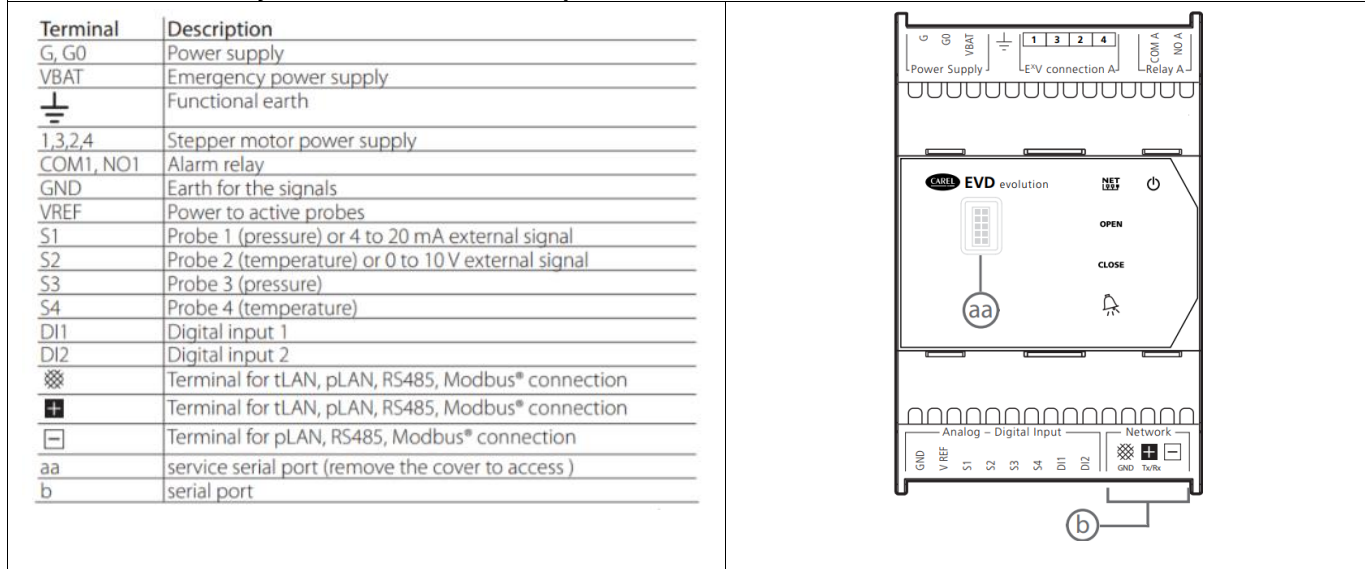 Terminal Description
G, G0 Power supply
VBAT Emergency power supply
Functional earth
1,3,2,4 Stepper motor power supply
COM1, NO1 Alarm relay
GND Earth for the signals
VREF Power to active probes
S1 Probe 1 (pressure) or 4 to 20 mA external signal
S2 Probe 2 (temperature) or 0 to 10 V external signal
S3 Probe 3 (pressure)
S4 Probe 4 (temperature)
DI1 Digital input 1
DI2 Digital input 2
Terminal for tLAN, pLAN, RS485, Modbus® connection
+ Terminal for tLAN, pLAN, RS485, Modbus® connection
− Terminal for pLAN, RS485, Modbus® connection
aa service serial port (remove the cover to access )
b serial port
G G0 VBAT 1 3 2 4 COM A NO A
Power Supply EXV connection A Relay A
CAREL EVD evolution NET
OPEN
CLOSE
aa
Analog – Digital Input Network
GND V REF S1 S2 S3 S4 DI1 DI2 + −
GND Tx/Rx
b